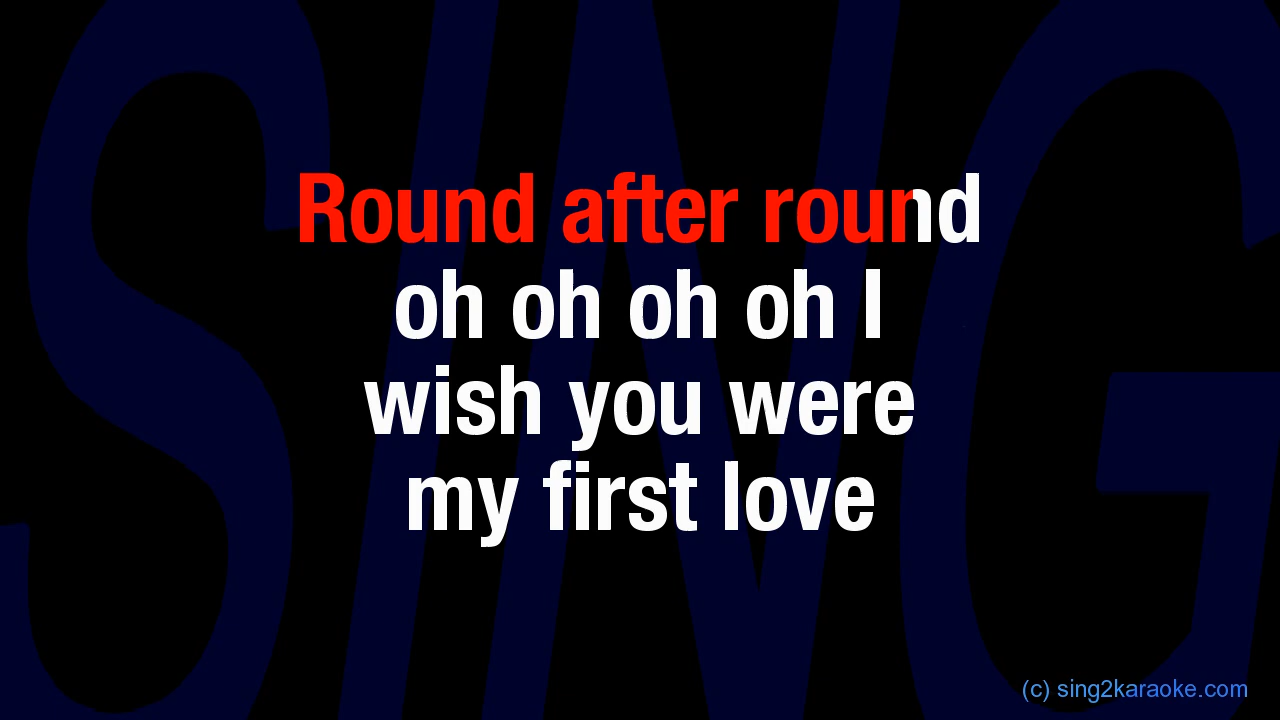 SING
Round after round
oh oh oh oh I
wish you were
my first love
(c) sing2karaoke.com